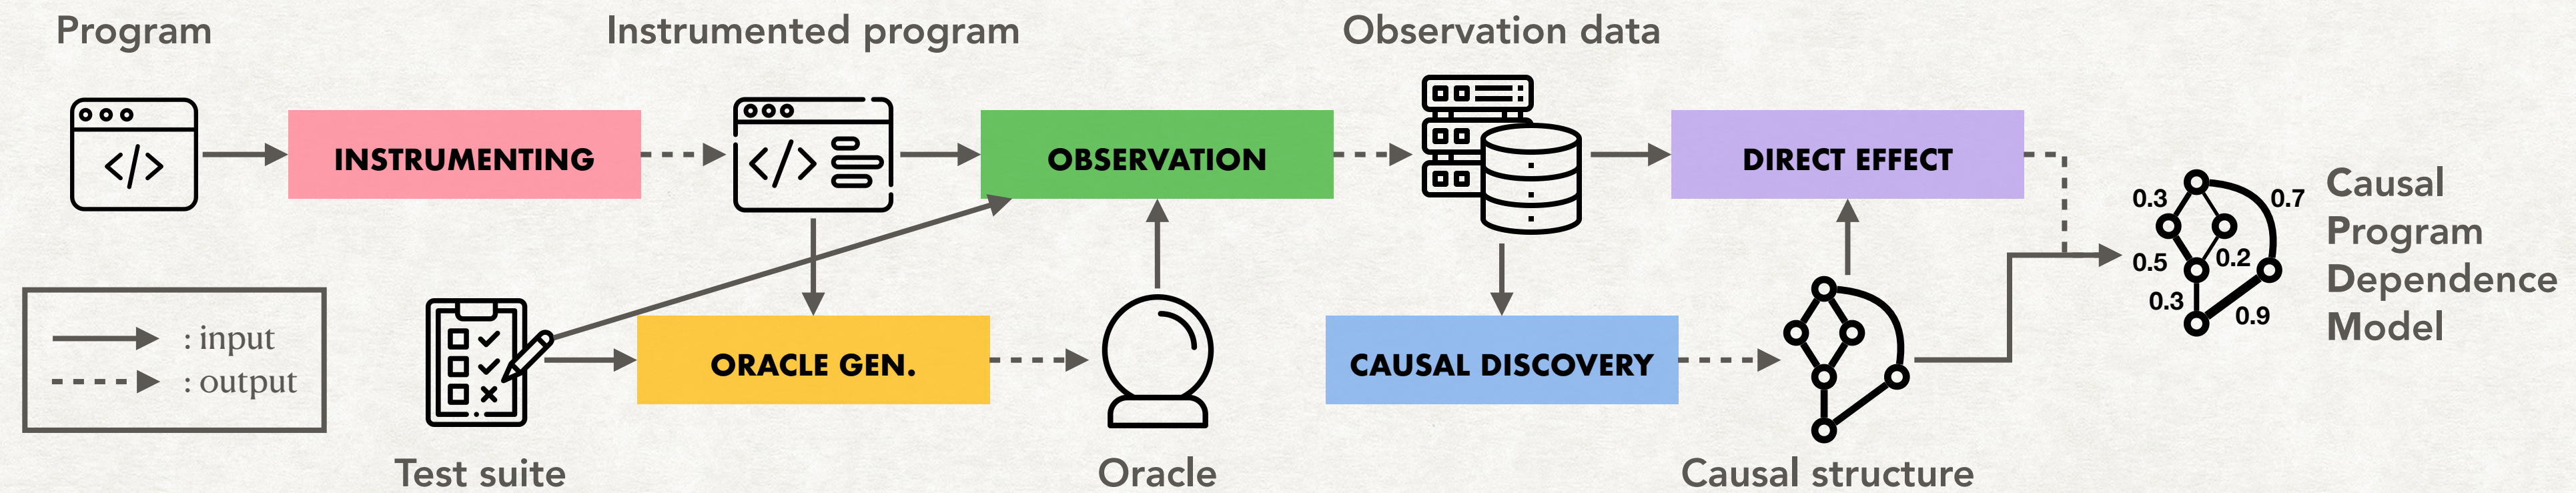 Program
Instrumented program
Observation data
</>
</>
INSTRUMENTING
OBSERVATION
DIRECT EFFECT
0.3
0.7
0.5
0.2
0.3
0.9
Causal
Program
Dependence
Model
: input
: output
ORACLE GEN.
CAUSAL DISCOVERY
Test suite
Oracle
Causal structure